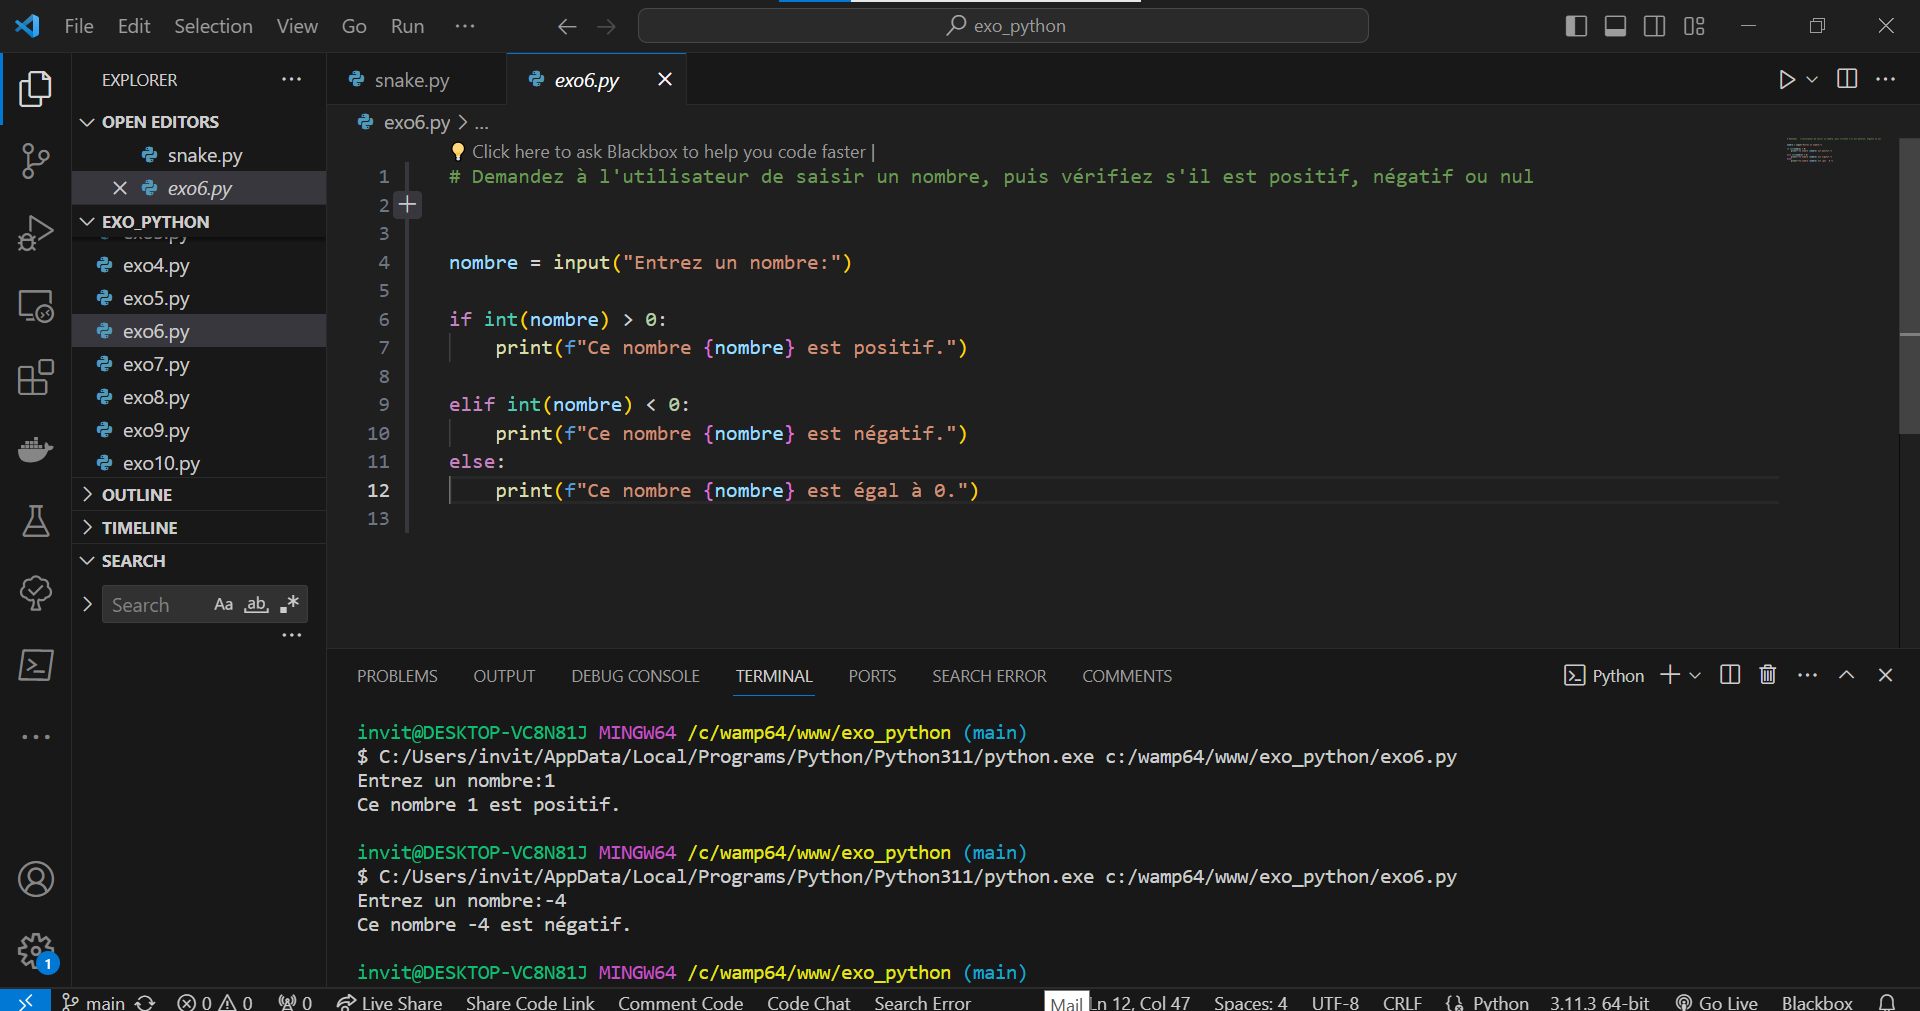 File Edit Selection View Go Run ··· exo_python
EXPLORER ···
OPEN EDITORS
snake.py
exo6.py
EXO_PYTHON
exo4.py
exo5.py
exo6.py
exo7.py
exo8.py
exo9.py
exo10.py
OUTLINE
TIMELINE
SEARCH
Search Aa ab .*
···
1
snake.py exo6.py
exo6.py > ...
Click here to ask Blackbox to help you code faster |
1 # Demandez à l'utilisateur de saisir un nombre, puis vérifiez s'il est positif, négatif ou nul
2
3
4 nombre = input("Entrez un nombre:")
5
6 if int(nombre) > 0:
7 print(f"Ce nombre {nombre} est positif.")
8
9 elif int(nombre) < 0:
10 print(f"Ce nombre {nombre} est négatif.")
11 else:
12 print(f"Ce nombre {nombre} est égal à 0.")
13
PROBLEMS OUTPUT DEBUG CONSOLE TERMINAL PORTS SEARCH ERROR COMMENTS Python
invit@DESKTOP-VC8N81J MINGW64 /c/wamp64/www/exo_python (main)
$ C:/Users/invit/AppData/Local/Programs/Python/Python311/python.exe c:/wamp64/www/exo_python/exo6.py
Entrez un nombre:1
Ce nombre 1 est positif.
invit@DESKTOP-VC8N81J MINGW64 /c/wamp64/www/exo_python (main)
$ C:/Users/invit/AppData/Local/Programs/Python/Python311/python.exe c:/wamp64/www/exo_python/exo6.py
Entrez un nombre:-4
Ce nombre -4 est négatif.
invit@DESKTOP-VC8N81J MINGW64 /c/wamp64/www/exo_python (main)
main 0 0 0 Live Share Share Code Link Comment Code Code Chat Search Error Mail Ln 12, Col 47 Spaces: 4 UTF-8 CRLF {} Python 3.11.3 64-bit Go Live Blackbox